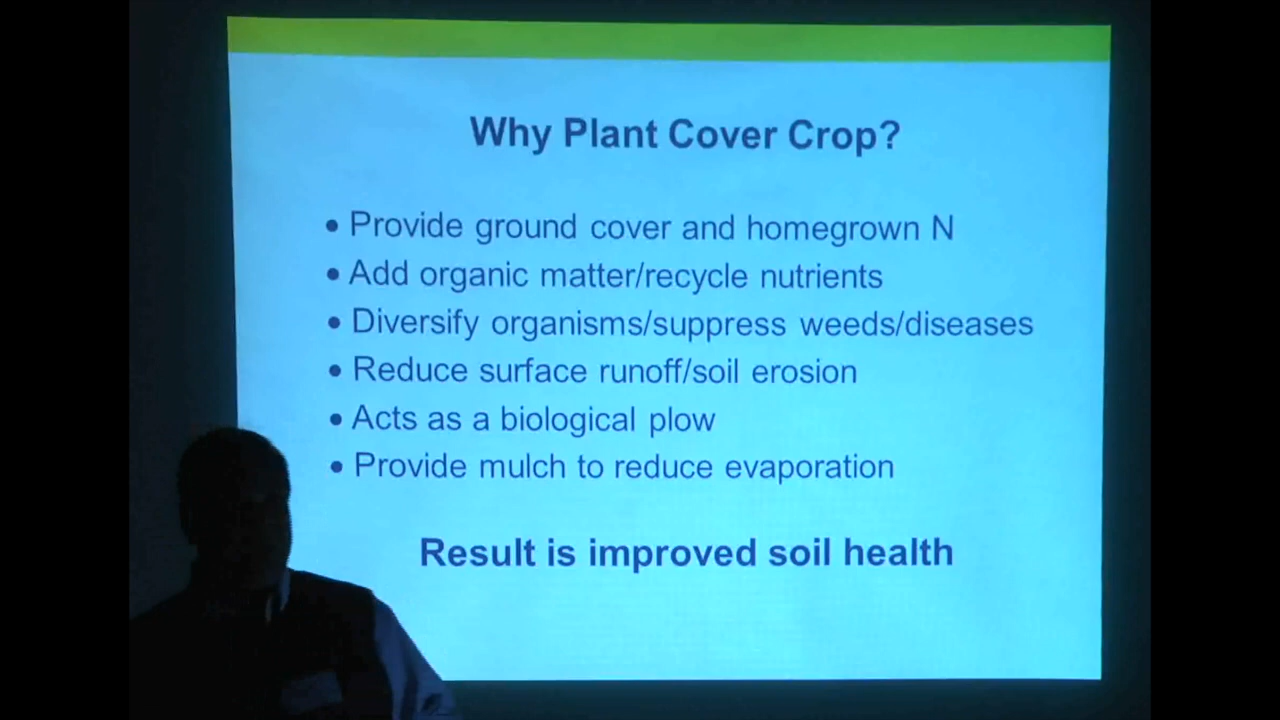 Why Plant Cover Crop?
• Provide ground cover and homegrown N
• Add organic matter/recycle nutrients
• Diversify organisms/suppress weeds/diseases
• Reduce surface runoff/soil erosion
• Acts as a biological plow
• Provide mulch to reduce evaporation
Result is improved soil health